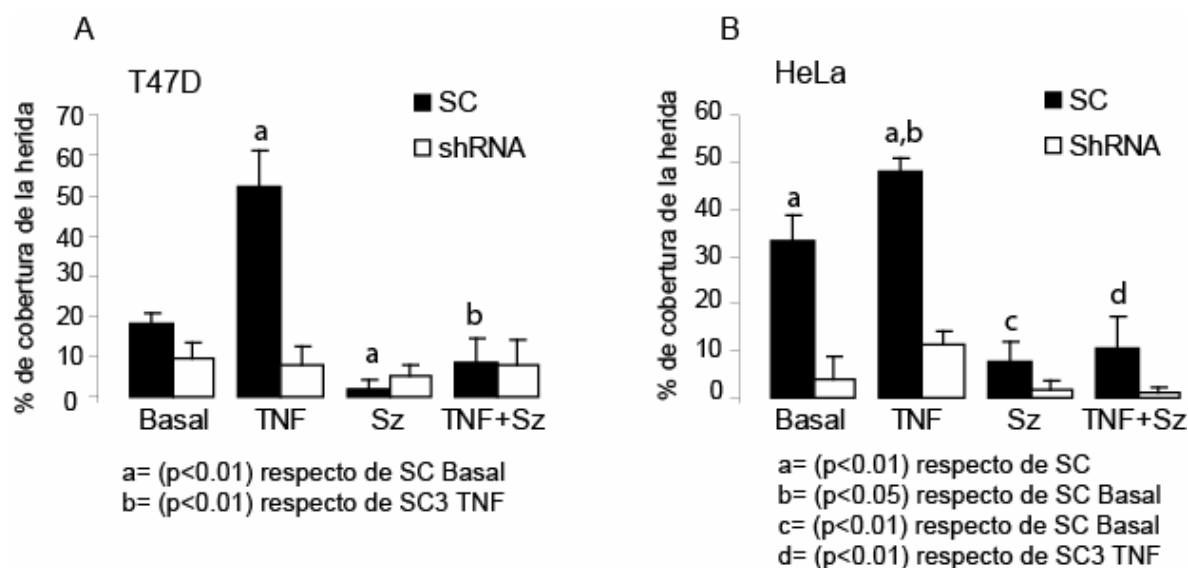 A
T47D
SC
shRNA
% de cobertura de la herida
70
60
50
40
30
20
10
0
a
a
b
Basal TNF Sz TNF+Sz
a= (p<0.01) respecto de SC Basal
b= (p<0.01) respecto de SC3 TNF
B
HeLa
SC
ShRNA
% de cobertura de la herida
60
50
40
30
20
10
0
a
a,b
c
d
Basal TNF Sz TNF+Sz
a= (p<0.01) respecto de SC
b= (p<0.05) respecto de SC Basal
c= (p<0.01) respecto de SC Basal
d= (p<0.01) respecto de SC3 TNF